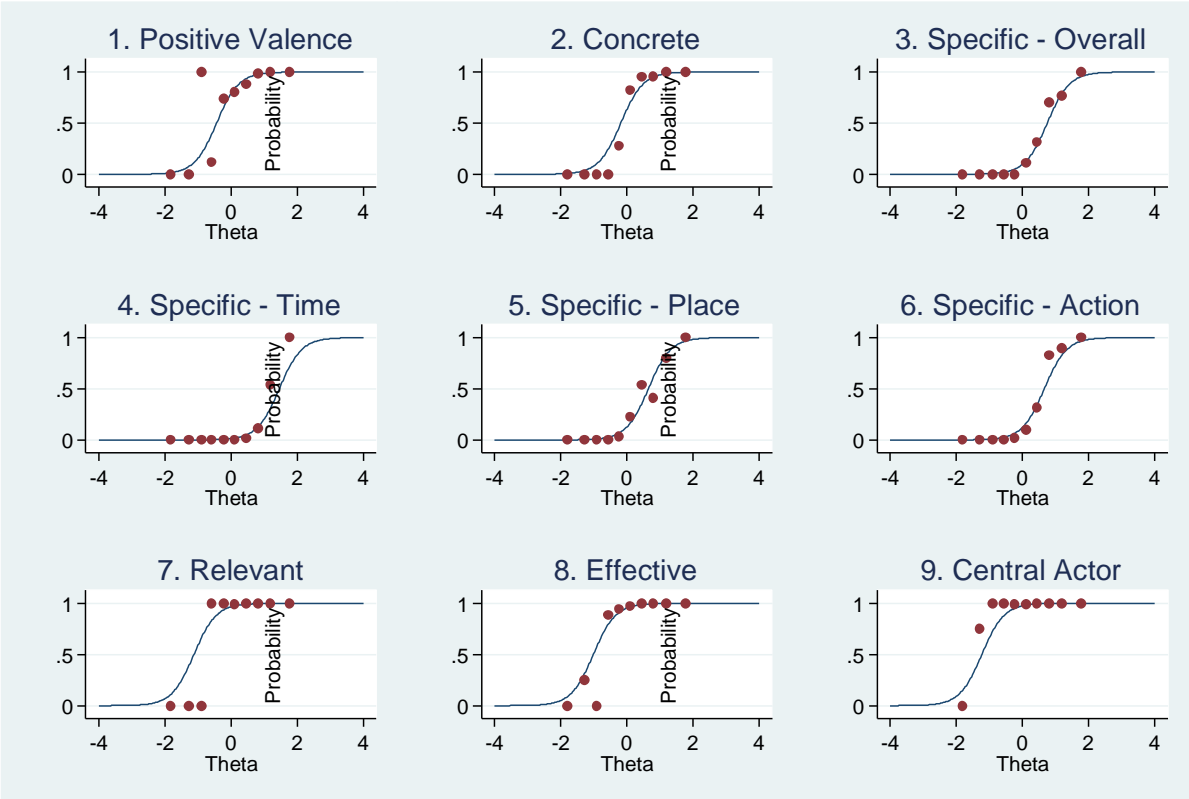 1. Positive Valence
2. Concrete
3. Specific - Overall
1
.5
0
Probability
-4 -2 0 2 4
Theta
1
.5
0
Probability
-4 -2 0 2 4
Theta
1
.5
0
-4 -2 0 2 4
Theta
4. Specific - Time
5. Specific - Place
6. Specific - Action
1
.5
0
Probability
-4 -2 0 2 4
Theta
1
.5
0
Probability
-4 -2 0 2 4
Theta
1
.5
0
-4 -2 0 2 4
Theta
7. Relevant
8. Effective
9. Central Actor
1
.5
0
Probability
-4 -2 0 2 4
Theta
1
.5
0
Probability
-4 -2 0 2 4
Theta
1
.5
0
-4 -2 0 2 4
Theta